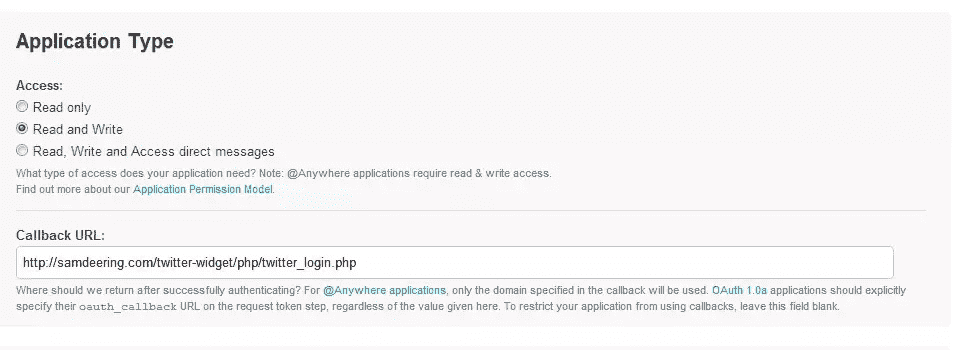 Application Type
Access:
Read only
Read and Write
Read, Write and Access direct messages
What type of access does your application need? Note: @Anywhere applications require read & write access.
Find out more about our Application Permission Model.
Callback URL:
http://samdeering.com/twitter-widget/php/twitter_login.php
Where should we return after successfully authenticating? For @Anywhere applications, only the domain specified in the callback will be used. OAuth 1.0a applications should explicitly
specify their oauth_callback URL on the request token step, regardless of the value given here. To restrict your application from using callbacks, leave this field blank.